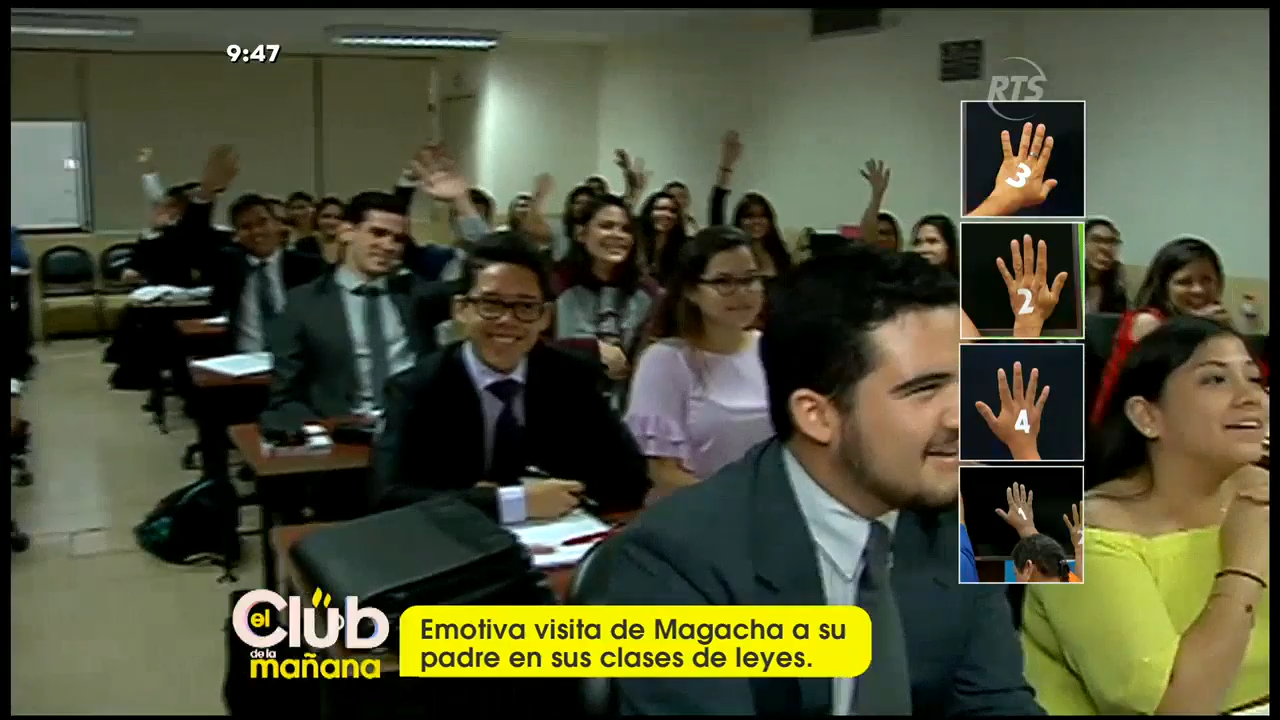 9:47
RTS
3
2
4
1
el
Club
de la
mañana
Emotiva visita de Magacha a su
padre en sus clases de leyes.